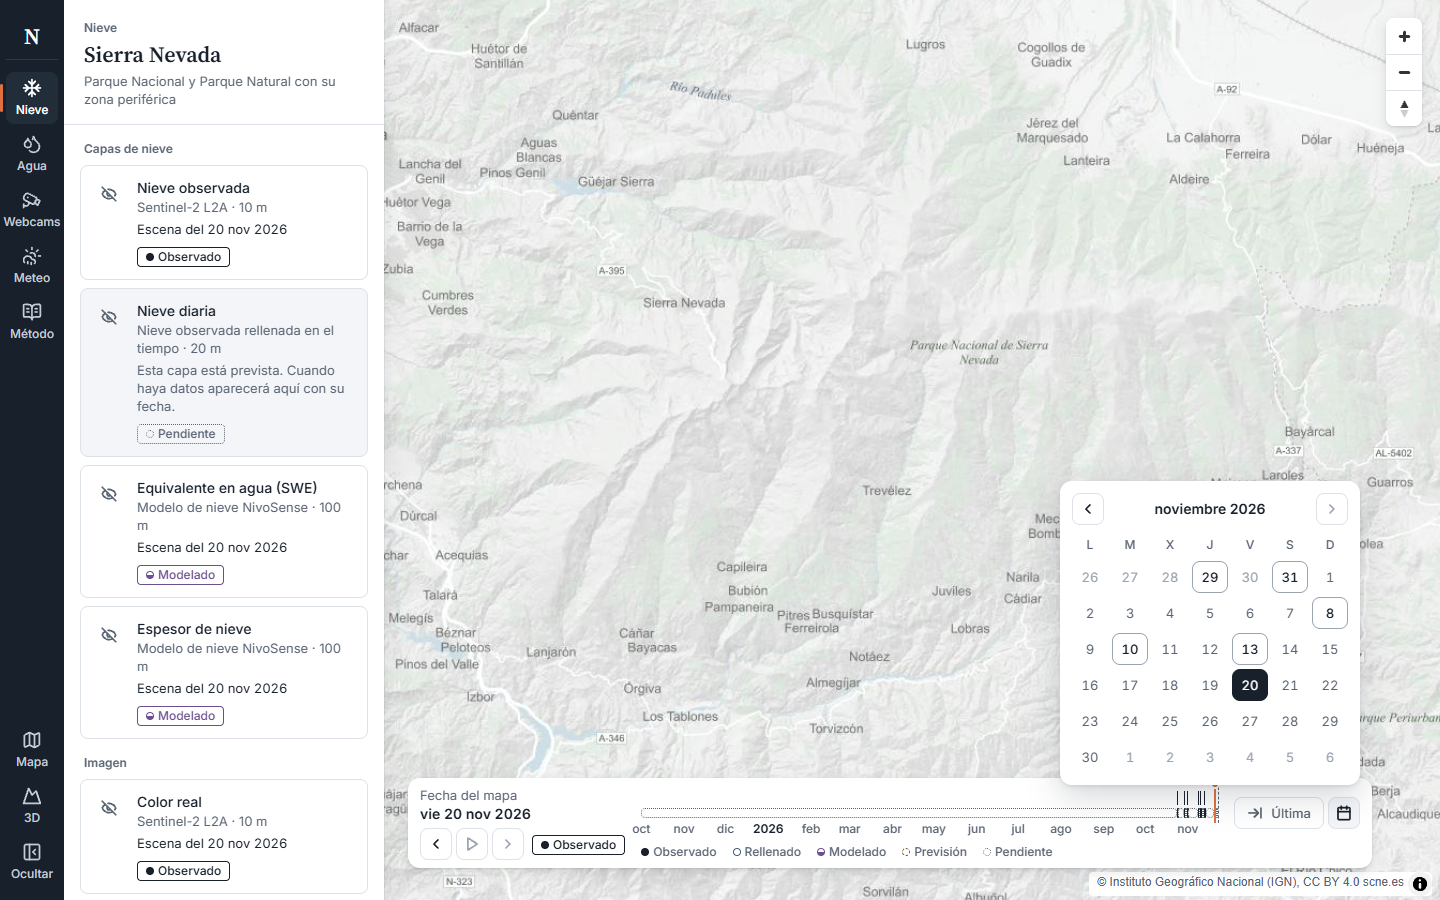 N
Nieve
Agua
Webcams
Meteo
Método
Mapa
3D
Ocultar
Nieve
Sierra Nevada
Parque Nacional y Parque Natural con su
zona periférica
Capas de nieve
Nieve observada
Sentinel-2 L2A · 10 m
Escena del 20 nov 2026
Observado
Nieve diaria
Nieve observada rellenada en el
tiempo · 20 m
Esta capa está prevista. Cuando
haya datos aparecerá aquí con su
fecha.
Pendiente
Equivalente en agua (SWE)
Modelo de nieve NivoSense · 100
m
Escena del 20 nov 2026
Modelado
Espesor de nieve
Modelo de nieve NivoSense · 100
m
Escena del 20 nov 2026
Modelado
Imagen
Color real
Sentinel-2 L2A · 10 m
Escena del 20 nov 2026
Observado
Alfacar
Huétor de
Santillán
Lugros
Cogollos de
Guadix
Río Padules
A-92
Quéntar
Jérez del
Marquesado
La Calahorra
Dólar
Huéneja
Aguas
Blancas
Lanteira
Ferreira
Lancha del
Genil
Pinos Genil
Güéjar Sierra
Aldeire
Huétor Vega
Barrio de la
Vega
Zubia
A-395
Cumbres
Verdes
Sierra Nevada
Parque Nacional de Sierra
Nevada
Bayárcal
A-337
AL-5402
Laroles
Guarros
Trevélez
Dúrcal
Acequias
Capileira
Bubión
Pampaneira
Pitres
Busquístar
Ferreirola
Juviles
Narila
Cádiar
Talará
Melegís
Béznar
Peloteos
Cáñar
Bayacas
Lobras
Pinos del Valle
Lanjarón
Notáez
Almegíjar
Izbor
Órgiva
Los Tablones
Torvizcón
A-346
N-323
Sorvilán
Berja
Alcaudique
noviembre 2026
L M X J V S D
26 27 28 29 30 31 1
2 3 4 5 6 7 8
9 10 11 12 13 14 15
16 17 18 19 20 21 22
23 24 25 26 27 28 29
30 1 2 3 4 5 6
Fecha del mapa
vie 20 nov 2026
Observado
oct nov dic 2026 feb mar abr may jun jul ago sep oct nov
Observado Rellenado Modelado Previsión Pendiente
Última
© Instituto Geográfico Nacional (IGN), CC BY 4.0 scne.es